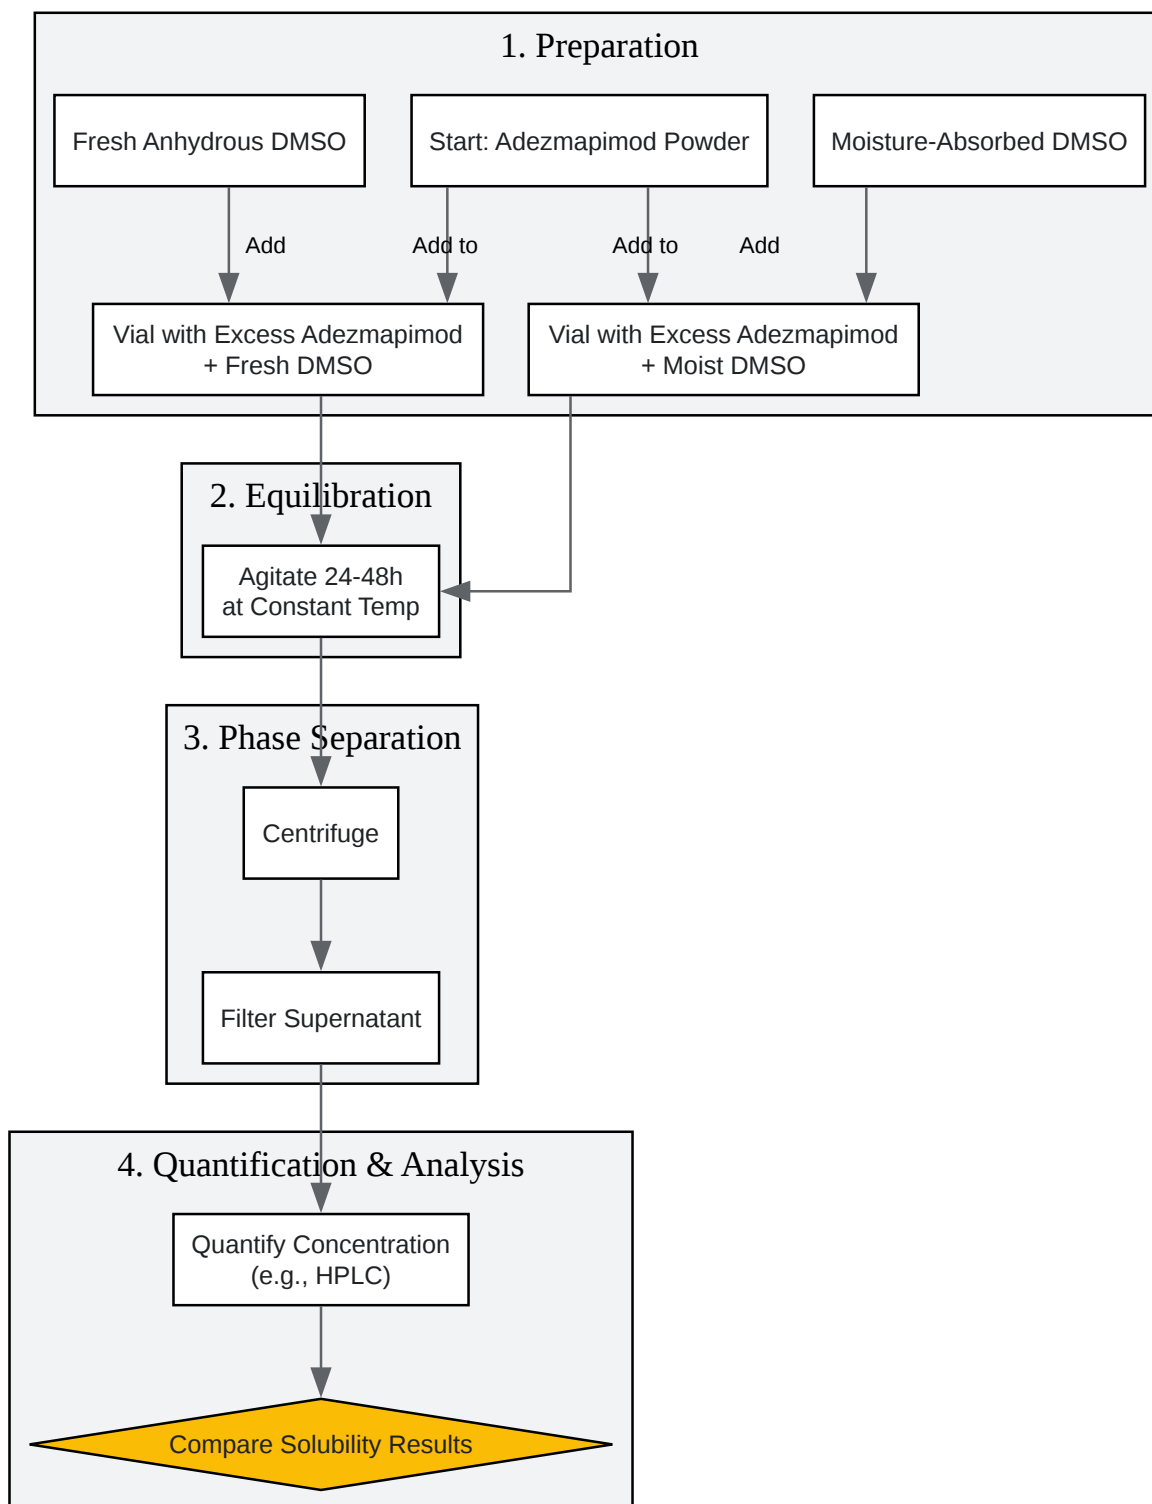 1. Preparation
Fresh Anhydrous DMSO
Start: Adezmapimod Powder
Moisture-Absorbed DMSO
Add
Add to
Add to
Add
Vial with Excess Adezmapimod
+ Fresh DMSO
Vial with Excess Adezmapimod
+ Moist DMSO
2. Equilibration
Agitate 24-48h
at Constant Temp
3. Phase Separation
Centrifuge
Filter Supernatant
4. Quantification & Analysis
Quantify Concentration
(e.g., HPLC)
Compare Solubility Results